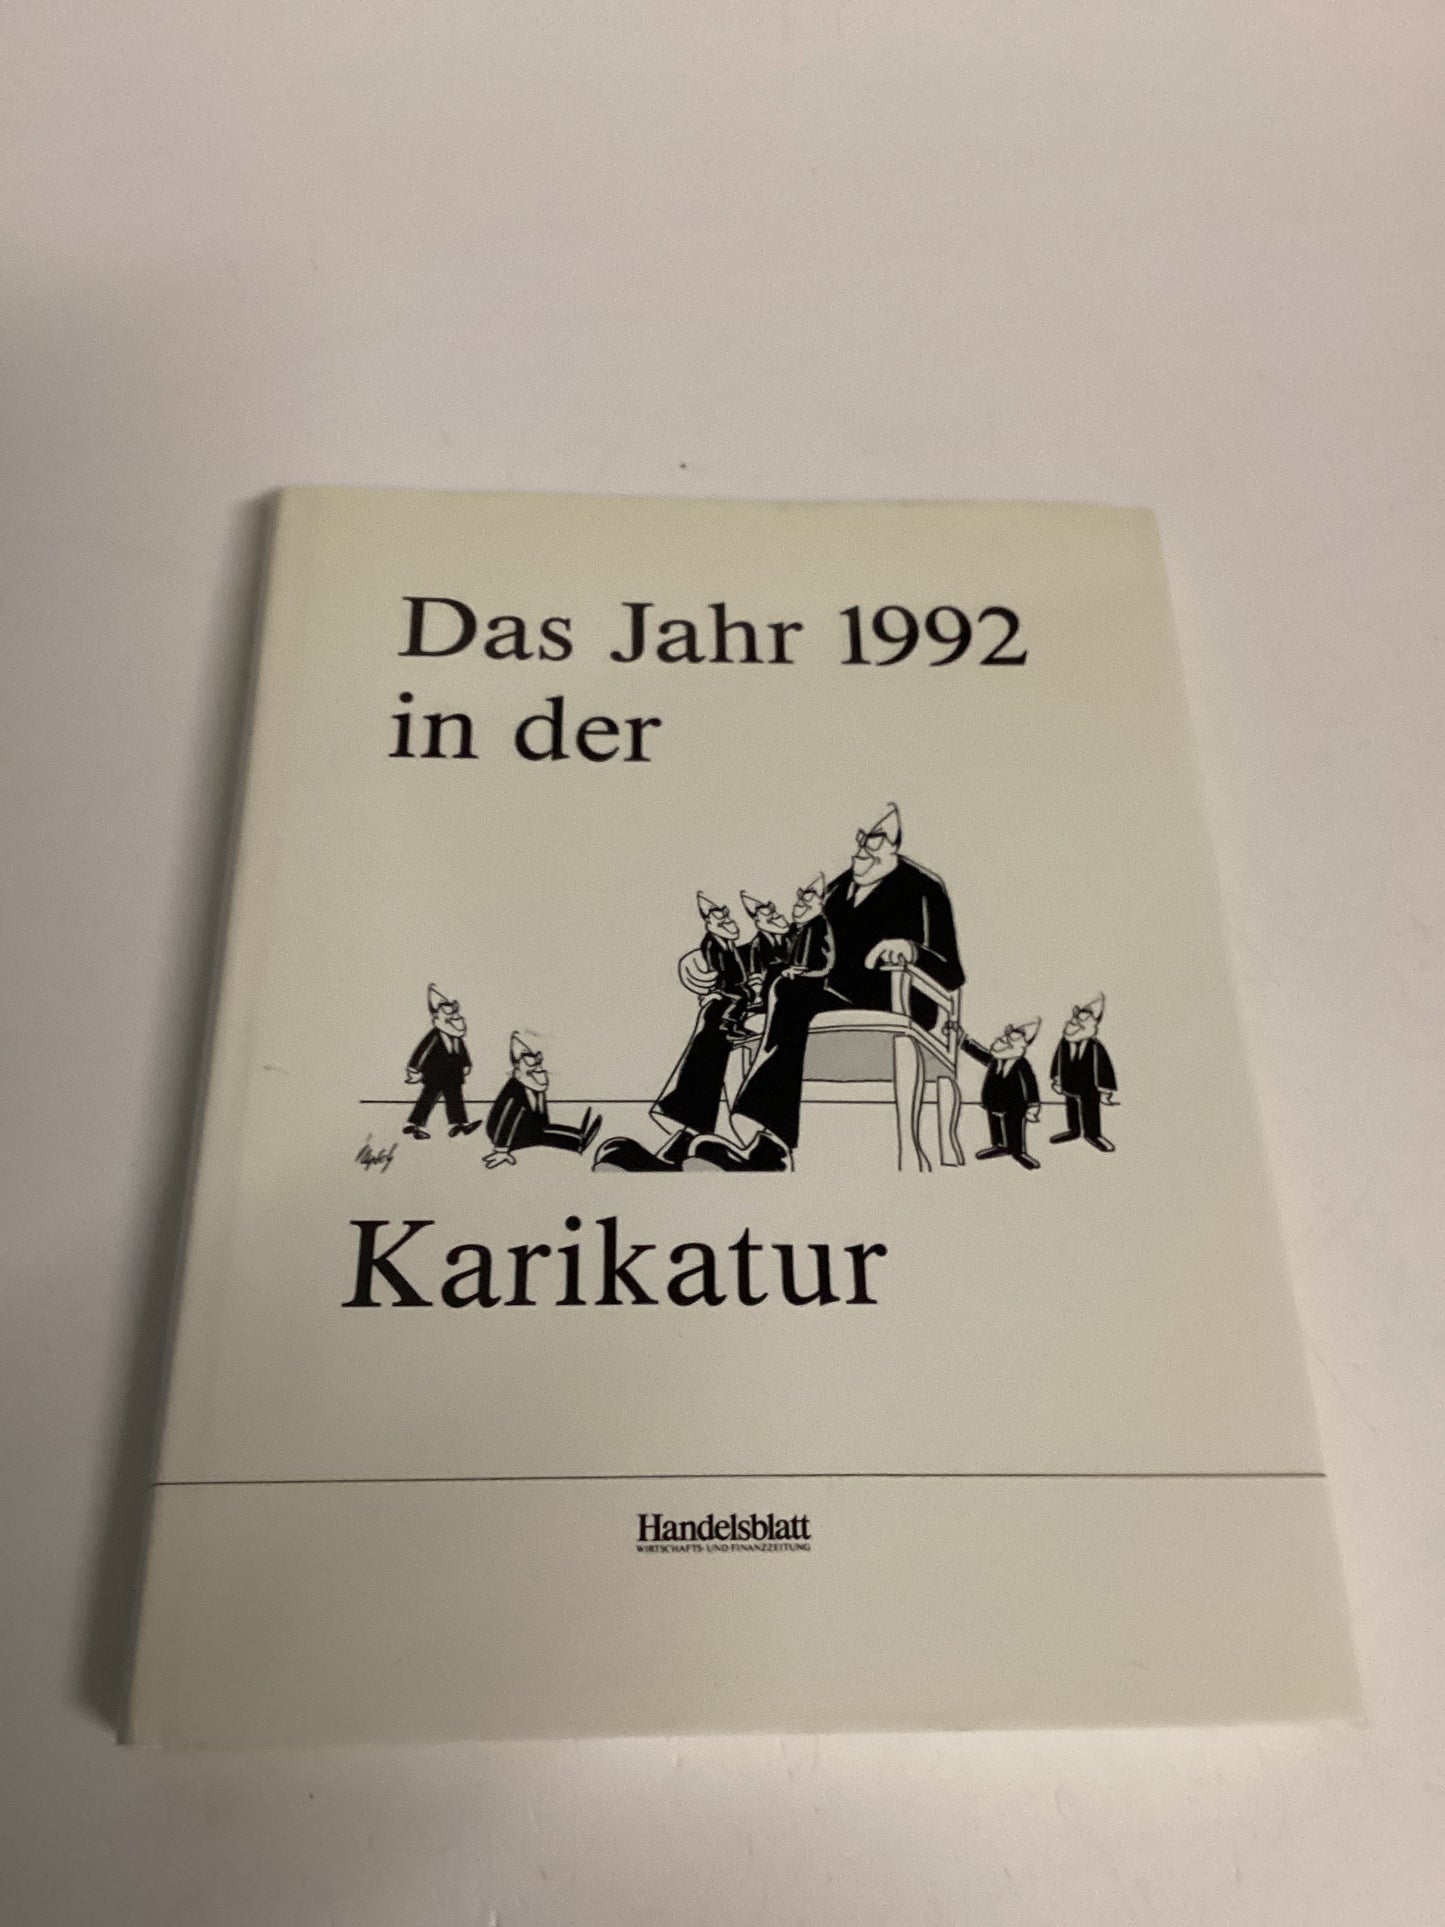 Das Jahr 1992
in der
Karikatur
Handelsblatt
WIRTSCHAFTS- UND FINANZZEITUNG